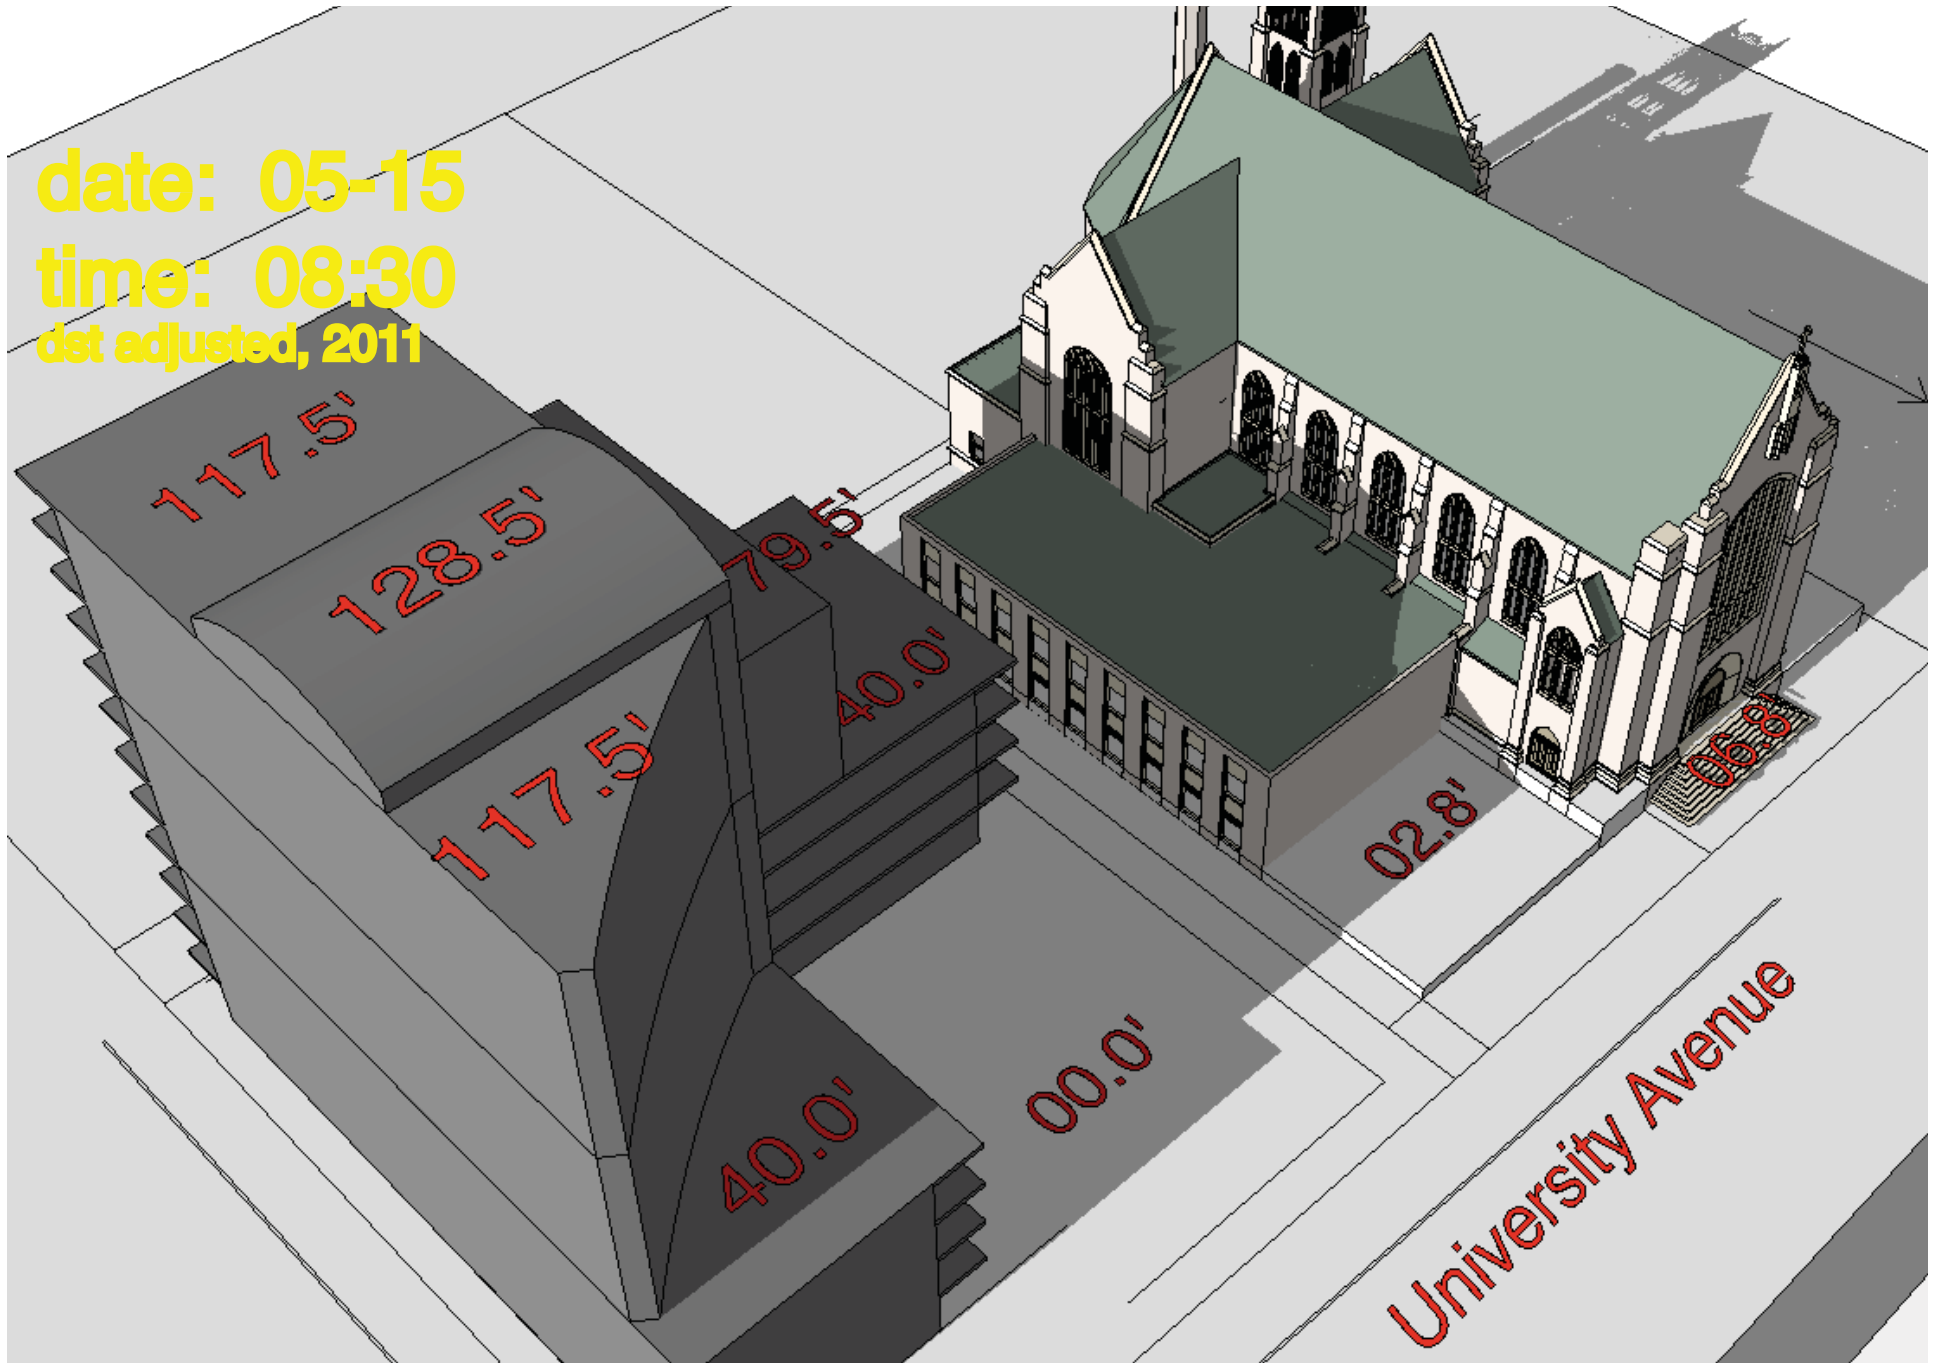 date: 05-15
time: 08:30
dst adjusted, 2011
117.5'
128.5'
79.5'
117.5'
40.0'
06.8'
02.8'
00.0'
40.0'
University Avenue